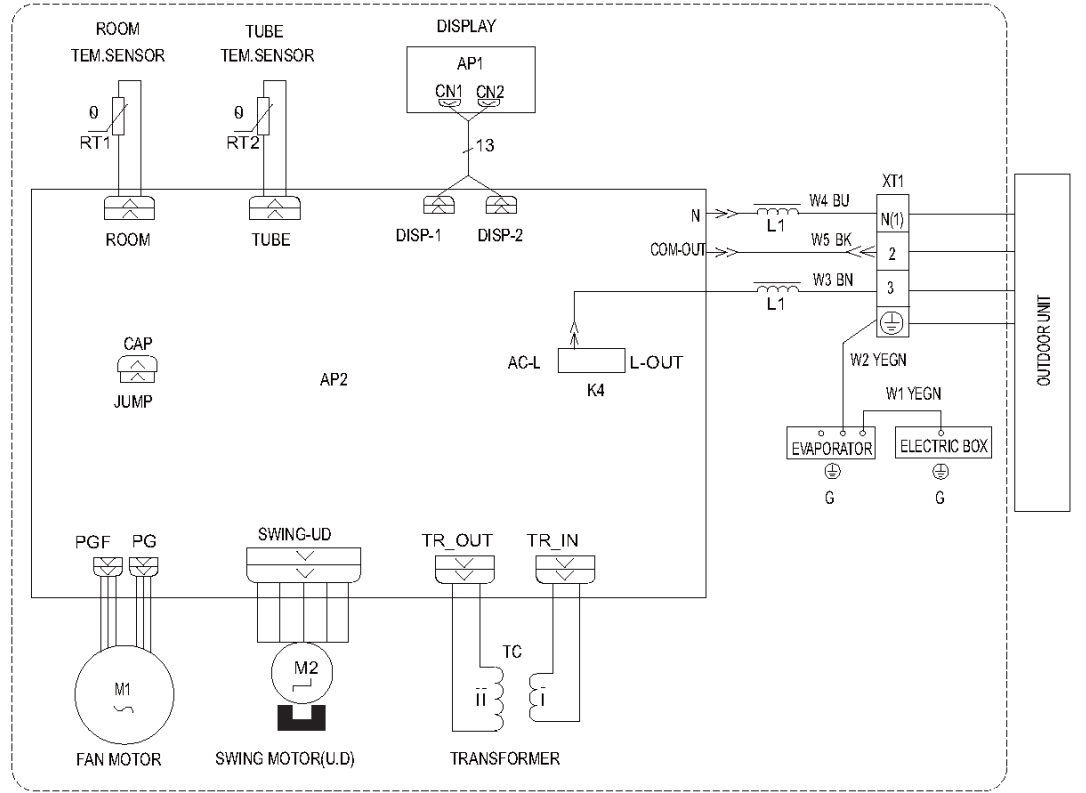 ROOM
TEM.SENSOR
TUBE
TEM.SENSOR
DISPLAY
AP1
CN1 CN2
θ
RT1
θ
RT2
13
ROOM
TUBE
DISP-1
DISP-2
N
W4 BU
L1
XT1
N(1)
COM-OUT
W5 BK
2
W3 BN
L1
3
OUTDOOR UNIT
CAP
JUMP
AP2
AC-L
L-OUT
K4
W2 YEGN
W1 YEGN
EVAPORATOR
ELECTRIC BOX
G
G
PGF
PG
SWING-UD
TR_OUT
TR_IN
M1
M2
TC
ii
i
FAN MOTOR
SWING MOTOR(U.D)
TRANSFORMER